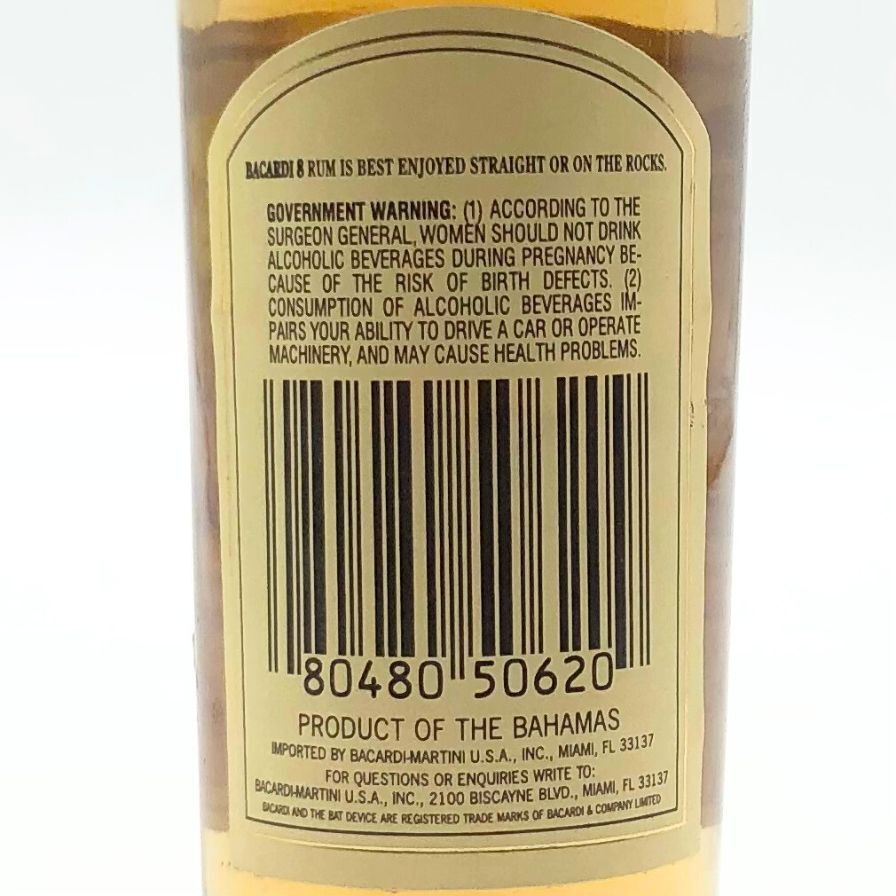 BACARDI 8 RUM IS BEST ENJOYED STRAIGHT OR ON THE ROCKS.
GOVERNMENT WARNING: (1) ACCORDING TO THE
SURGEON GENERAL, WOMEN SHOULD NOT DRINK
ALCOHOLIC BEVERAGES DURING PREGNANCY BE-
CAUSE OF THE RISK OF BIRTH DEFECTS. (2)
CONSUMPTION OF ALCOHOLIC BEVERAGES IM-
PAIRS YOUR ABILITY TO DRIVE A CAR OR OPERATE
MACHINERY, AND MAY CAUSE HEALTH PROBLEMS.
80480 50620
PRODUCT OF THE BAHAMAS
IMPORTED BY BACARDI-MARTINI U.S.A., INC., MIAMI, FL 33137
FOR QUESTIONS OR ENQUIRIES WRITE TO:
BACARDI-MARTINI U.S.A., INC., 2100 BISCAYNE BLVD., MIAMI, FL 33137
BACARDI AND THE BAT DEVICE ARE REGISTERED TRADE MARKS OF BACARDI & COMPANY LIMITED